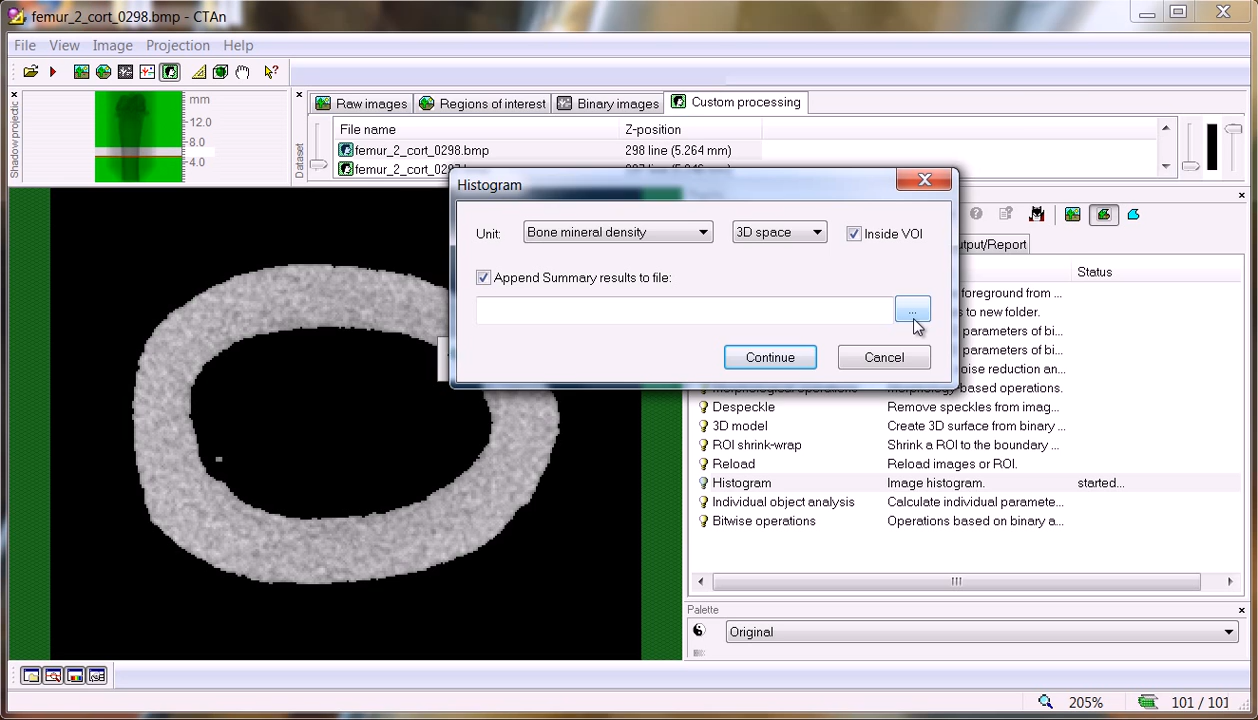 femur_2_cort_0298.bmp - CTAn
File View Image Projection Help
Shadow projectic
mm
12.0
8.0
4.0
Dataset
Raw images Regions of interest Binary images Custom processing
File name Z-position
femur_2_cort_0298.bmp 298 line (5.264 mm)
Histogram
Unit: Bone mineral density 3D space Inside VOI
Append Summary results to file:
...
Continue Cancel
utput/Report
Status
foreground from ...
s to new folder.
parameters of bi...
parameters of bi...
oise reduction an...
based operations.
Despeckle Remove speckles from imag...
3D model Create 3D surface from binary ...
ROI shrink-wrap Shrink a ROI to the boundary ...
Reload Reload images or ROI.
Histogram Image histogram. started...
Individual object analysis Calculate individual paramete...
Bitwise operations Operations based on binary a...
Palette
Original
205% 101 / 101